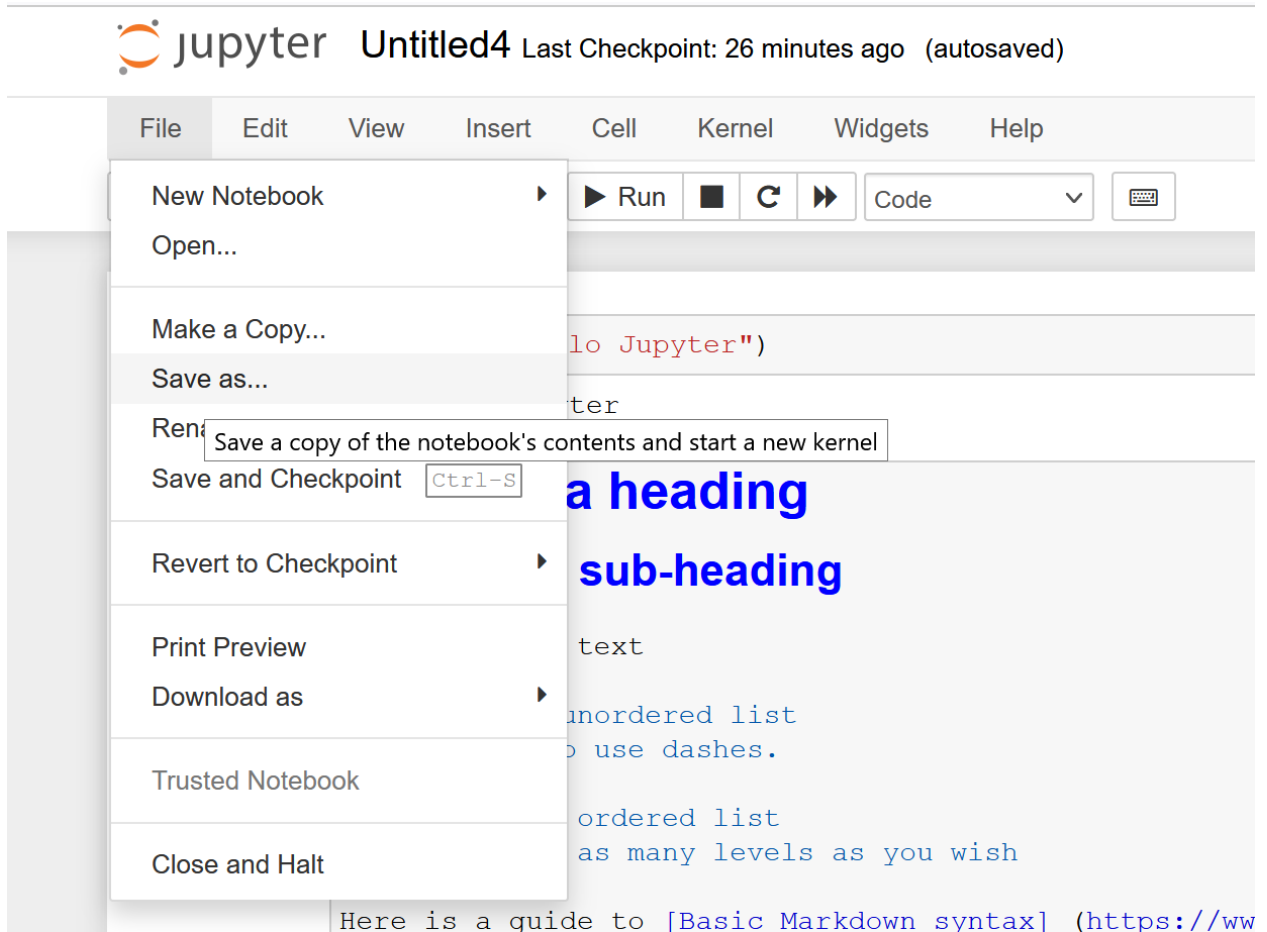 jupyter Untitled4 Last Checkpoint: 26 minutes ago (autosaved)
File Edit View Insert Cell Kernel Widgets Help
New Notebook
Run Code
Open...
Make a Copy...
lo Jupyter")
Save as...
ter
Rena
Save a copy of the notebook's contents and start a new kernel
Save and Checkpoint Ctrl-S
a heading
Revert to Checkpoint
sub-heading
Print Preview
text
Download as
unordered list
use dashes.
Trusted Notebook
ordered list
as many levels as you wish
Close and Halt
Here is a guide to [Basic Markdown syntax] (https://ww